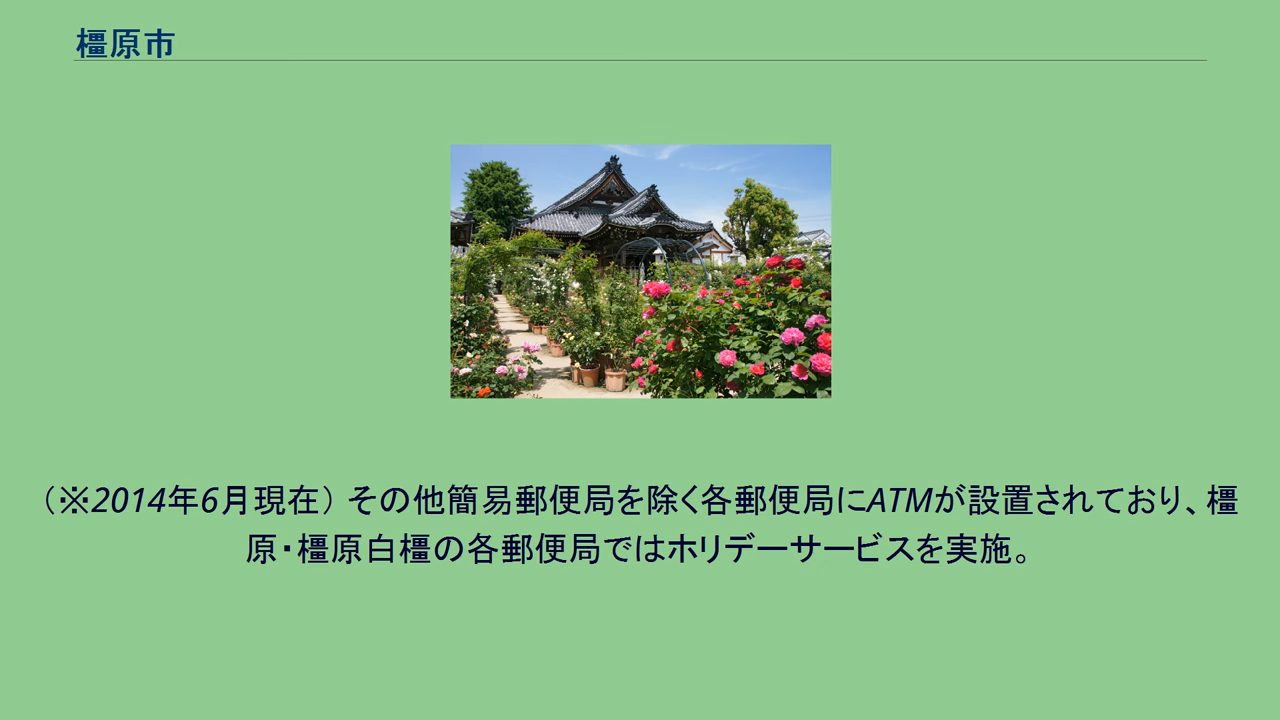 橿原市
（※2014年6月現在） その他簡易郵便局を除く各郵便局にATMが設置されており、橿
原・橿原白橿の各郵便局ではホリデーサービスを実施。